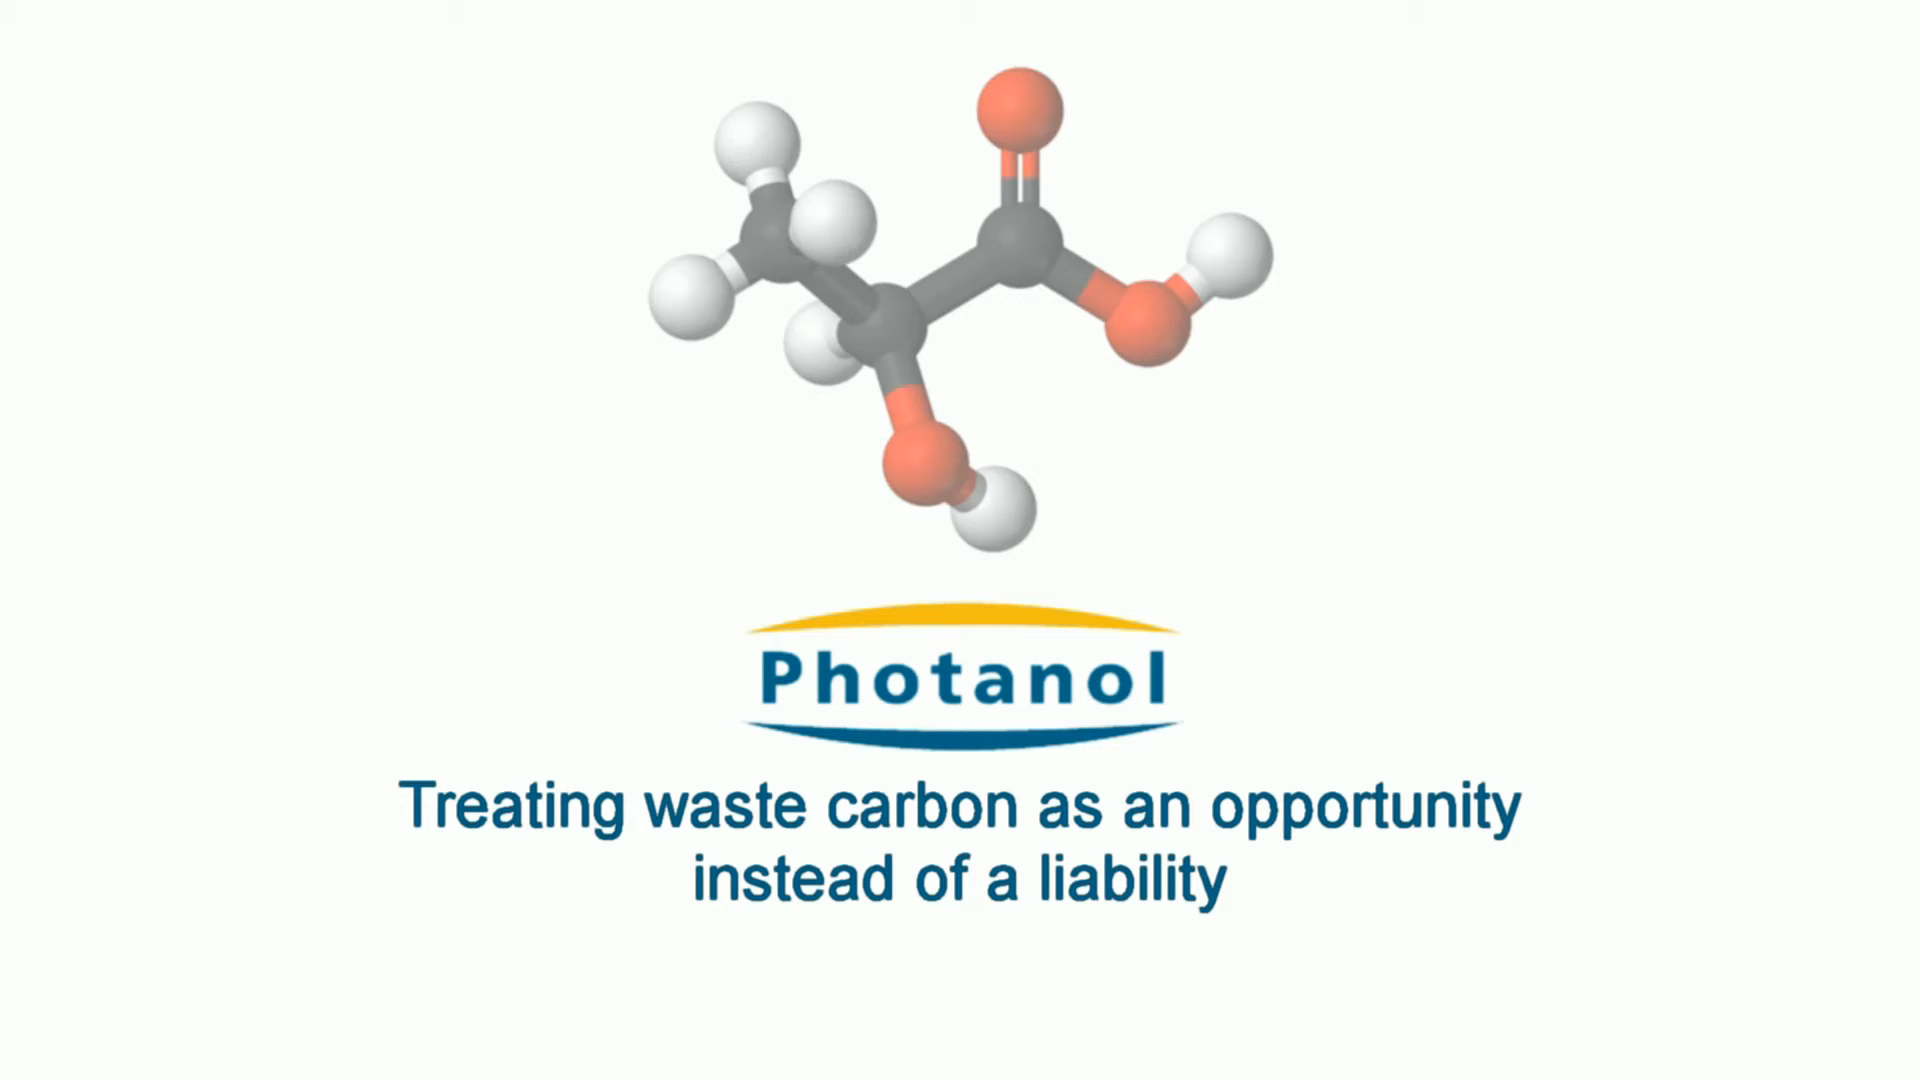 Photanol
Treating waste carbon as an opportunity
instead of a liability